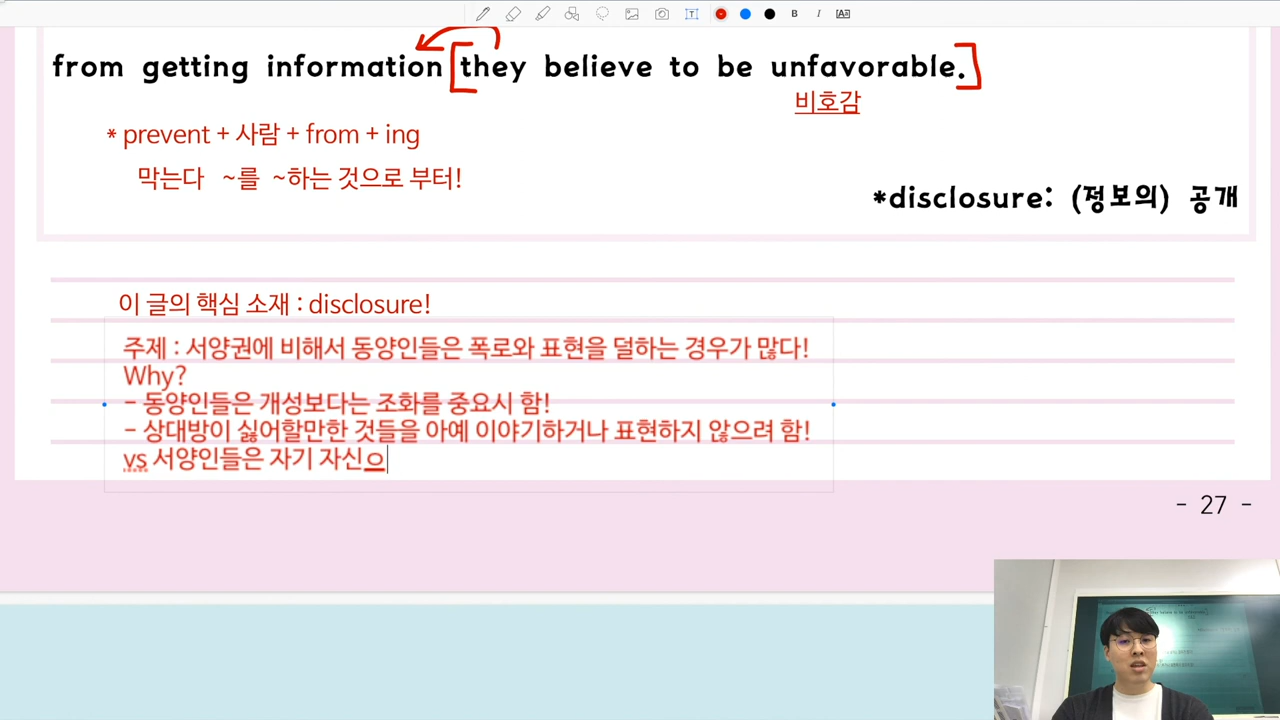 B I Aa
from getting information [they believe to be unfavorable.]
비호감
* prevent + 사람 + from + ing
막는다 ~를 ~하는 것으로 부터!
*disclosure: (정보의) 공개
이 글의 핵심 소재 : disclosure!
주제 : 서양권에 비해서 동양인들은 폭로와 표현을 덜하는 경우가 많다!
Why?
- 동양인들은 개성보다는 조화를 중요시 함!
- 상대방이 싫어할만한 것들을 아예 이야기하거나 표현하지 않으려 함!
vs 서양인들은 자기 자신ㅇ
- 27 -